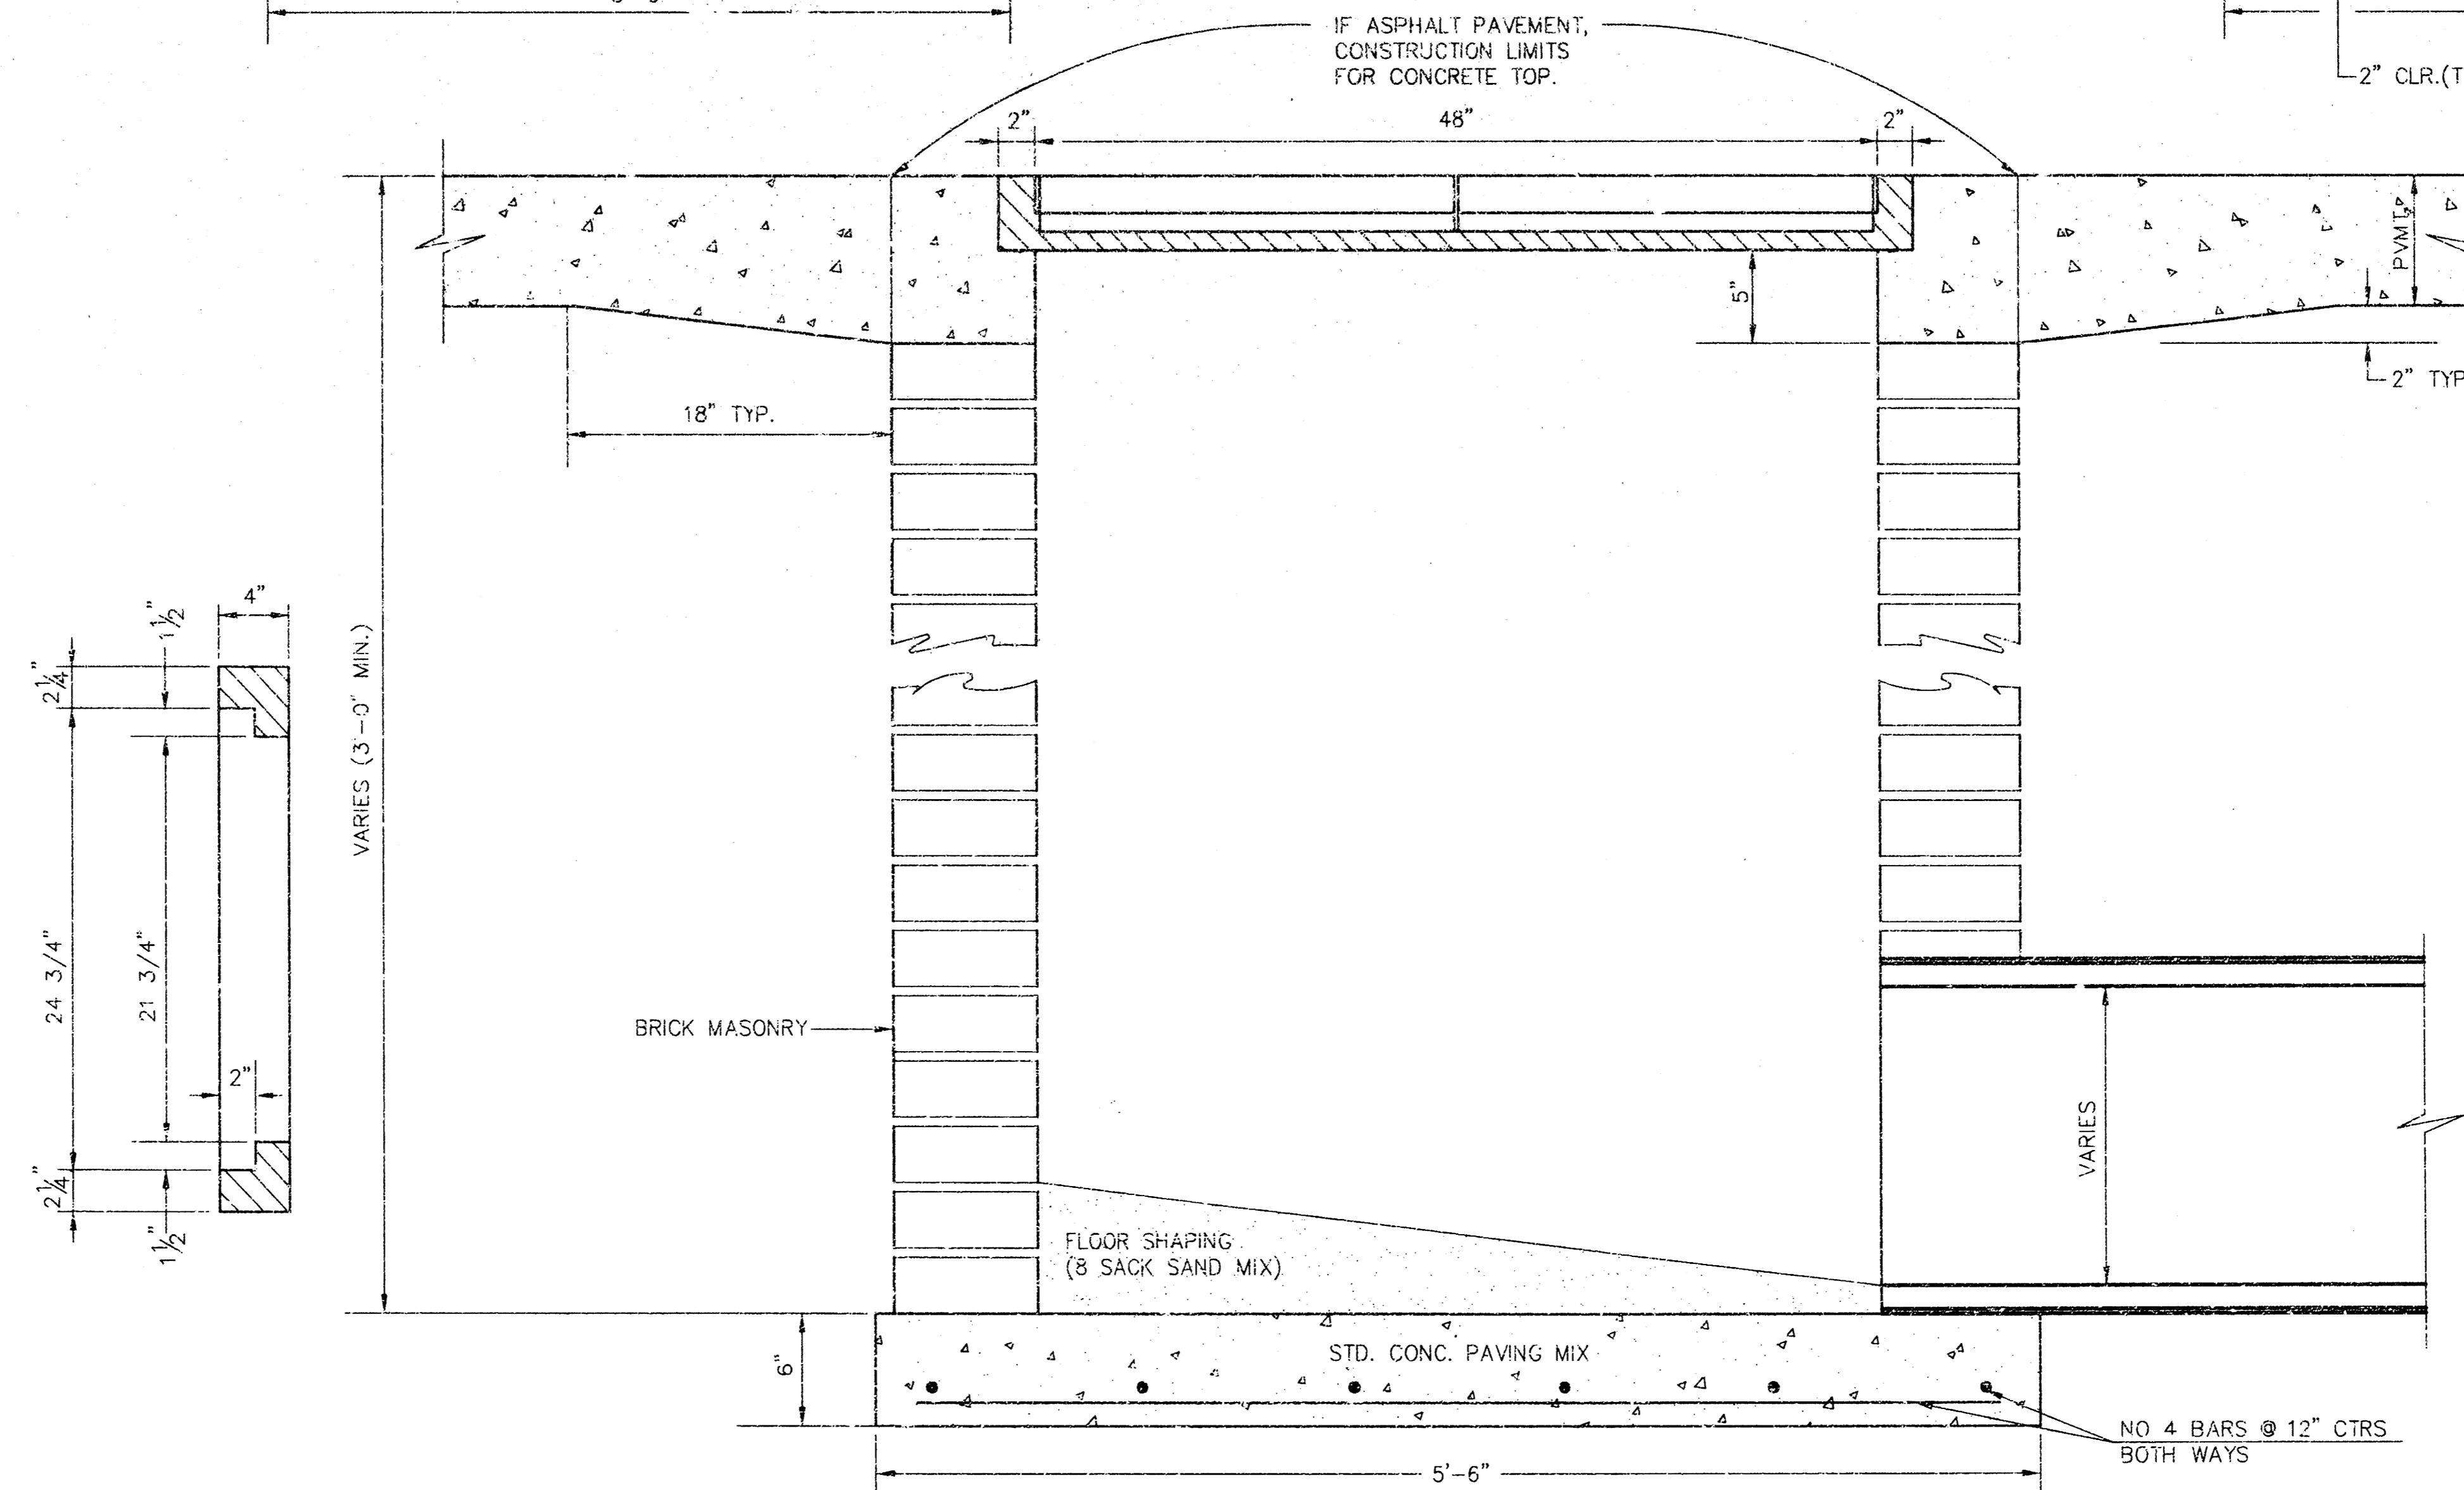 IF ASPHALT PAVEMENT,
CONSTRUCTION LIMITS
FOR CONCRETE TOP.
2" CLR.(T
2"
48"
2"
PVMT.
5"
2" TYP
18" TYP.
4"
1½"
2¼"
VARIES (3'-0" MIN.)
24 3/4"
21 3/4"
BRICK MASONRY
2"
VARIES
2¼"
1½"
FLOOR SHAPING
(8 SACK SAND MIX)
6"
STD. CONC. PAVING MIX
NO 4 BARS @ 12" CTRS
BOTH WAYS
5'-6"